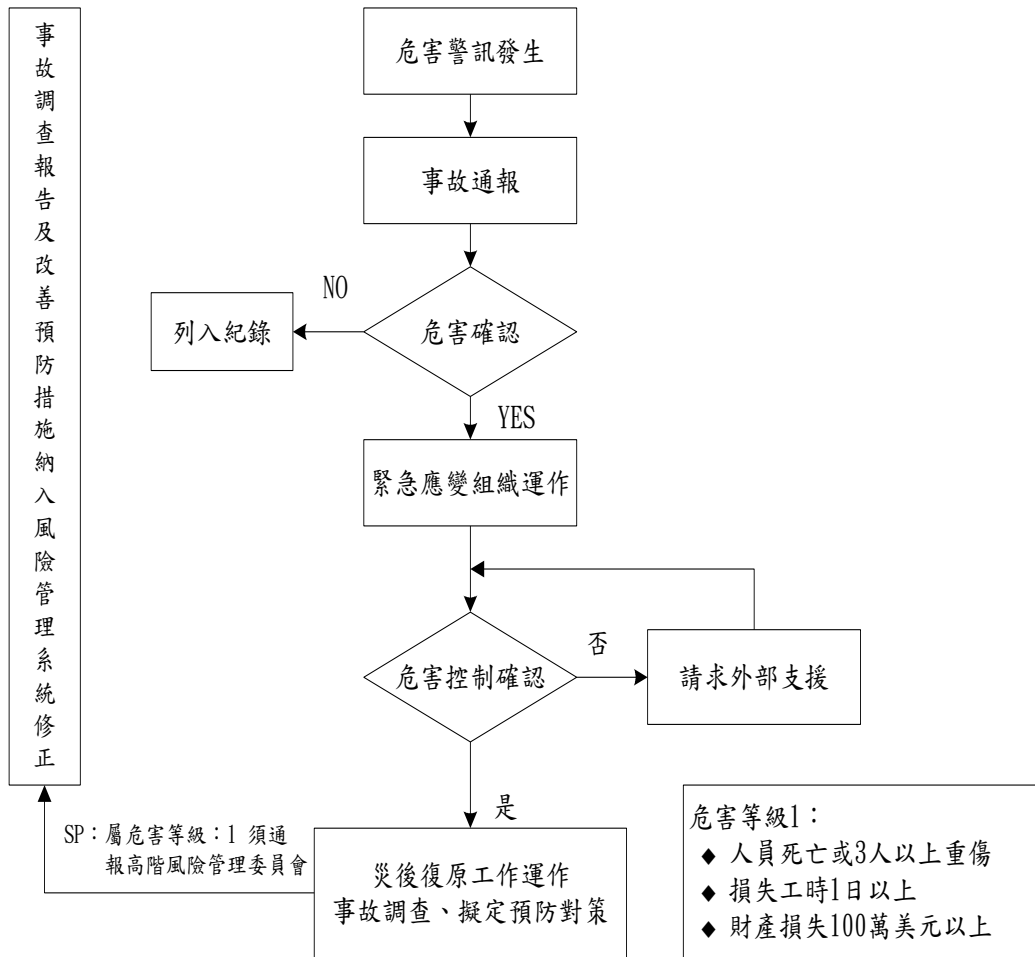 事故調查報告及改善預防措施納入風險管理系統修正
危害警訊發生
事故通報
NO
列入紀錄
危害確認
YES
緊急應變組織運作
否
危害控制確認
請求外部支援
是
SP：屬危害等級：1 須通
報高階風險管理委員會
災後復原工作運作
事故調查、擬定預防對策
危害等級1：
◆ 人員死亡或3人以上重傷
◆ 損失工時1日以上
◆ 財產損失100萬美元以上